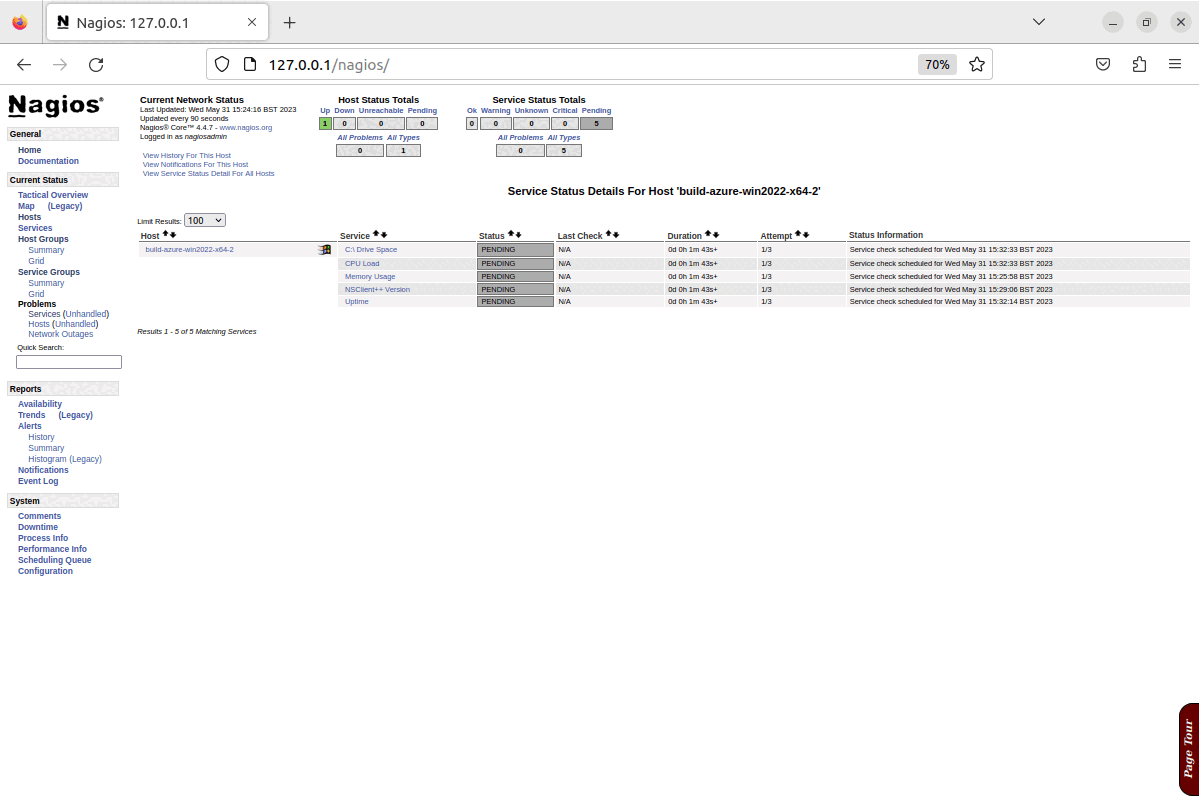 Nagios: 127.0.0.1
127.0.0.1/nagios/
70%
Nagios®
General
Home
Documentation
Current Status
Tactical Overview
Map (Legacy)
Hosts
Services
Host Groups
Summary
Grid
Service Groups
Summary
Grid
Problems
Services (Unhandled)
Hosts (Unhandled)
Network Outages
Quick Search:
Reports
Availability
Trends (Legacy)
Alerts
History
Summary
Histogram (Legacy)
Notifications
Event Log
System
Comments
Downtime
Process Info
Performance Info
Scheduling Queue
Configuration
Current Network Status
Last Updated: Wed May 31 15:24:16 BST 2023
Updated every 90 seconds
Nagios® Core™ 4.4.7 - www.nagios.org
Logged in as nagiosadmin
View History For This Host
View Notifications For This Host
View Service Status Detail For All Hosts
Host Status Totals
Up Down Unreachable Pending
1 0 0 0
All Problems All Types
0 1
Service Status Totals
Ok Warning Unknown Critical Pending
0 0 0 0 5
All Problems All Types
0 5
Service Status Details For Host 'build-azure-win2022-x64-2'
Limit Results: 100
Host Service Status Last Check Duration Attempt Status Information
build-azure-win2022-x64-2 C:\ Drive Space PENDING N/A 0d 0h 1m 43s+ 1/3 Service check scheduled for Wed May 31 15:32:33 BST 2023
CPU Load PENDING N/A 0d 0h 1m 43s+ 1/3 Service check scheduled for Wed May 31 15:32:33 BST 2023
Memory Usage PENDING N/A 0d 0h 1m 43s+ 1/3 Service check scheduled for Wed May 31 15:25:58 BST 2023
NSClient++ Version PENDING N/A 0d 0h 1m 43s+ 1/3 Service check scheduled for Wed May 31 15:29:06 BST 2023
Uptime PENDING N/A 0d 0h 1m 43s+ 1/3 Service check scheduled for Wed May 31 15:32:14 BST 2023
Results 1 - 5 of 5 Matching Services
Page Tour